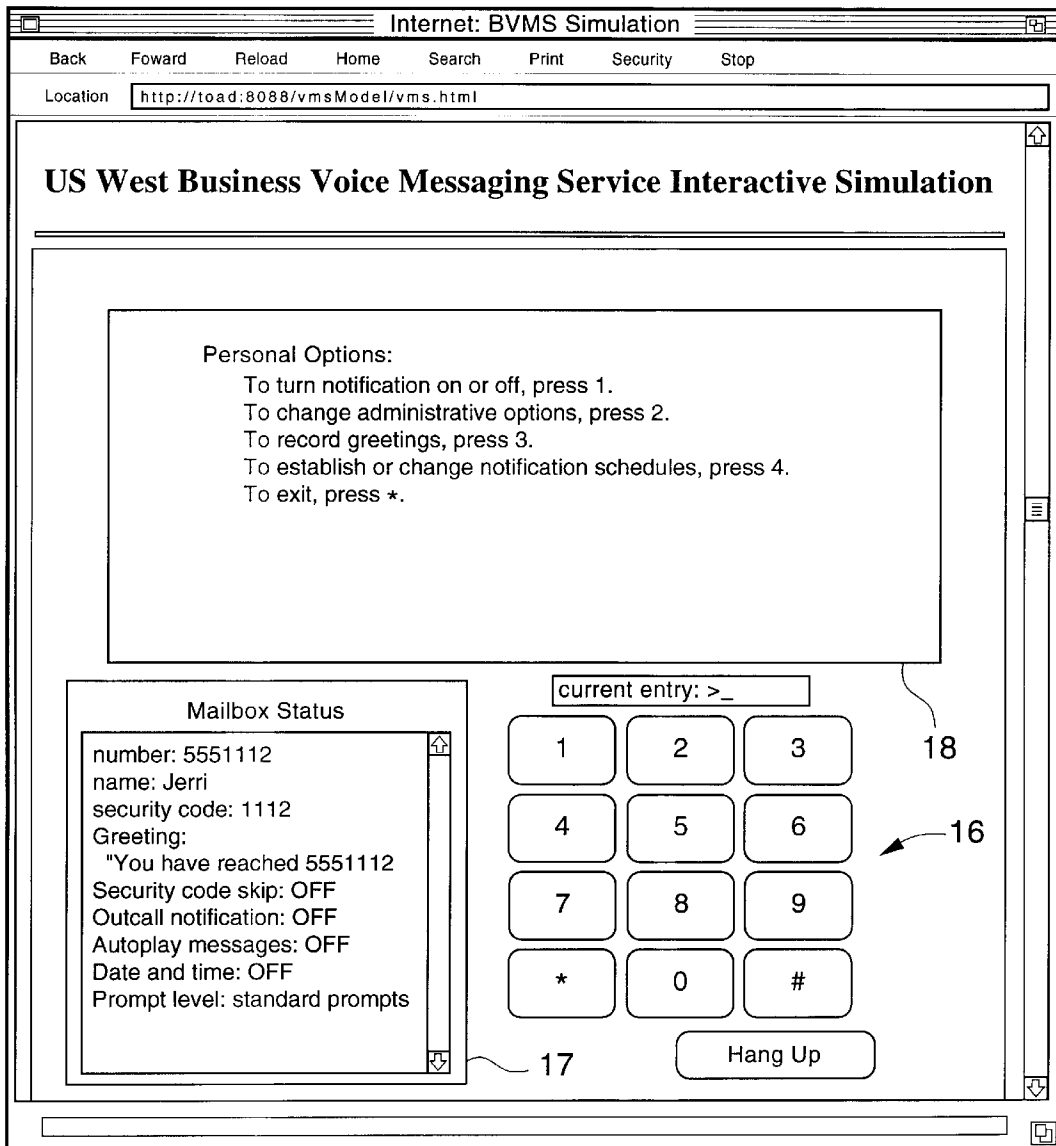 Internet: BVMS Simulation
Back Foward Reload Home Search Print Security Stop
Location http://toad:8088/vmsModel/vms.html
US West Business Voice Messaging Service Interactive Simulation
Personal Options:
To turn notification on or off, press 1.
To change administrative options, press 2.
To record greetings, press 3.
To establish or change notification schedules, press 4.
To exit, press *.
18
Mailbox Status
number: 5551112
name: Jerri
security code: 1112
Greeting:
"You have reached 5551112
Security code skip: OFF
Outcall notification: OFF
Autoplay messages: OFF
Date and time: OFF
Prompt level: standard prompts
17
current entry: >_
1 2 3
4 5 6
7 8 9
* 0 #
16
Hang Up